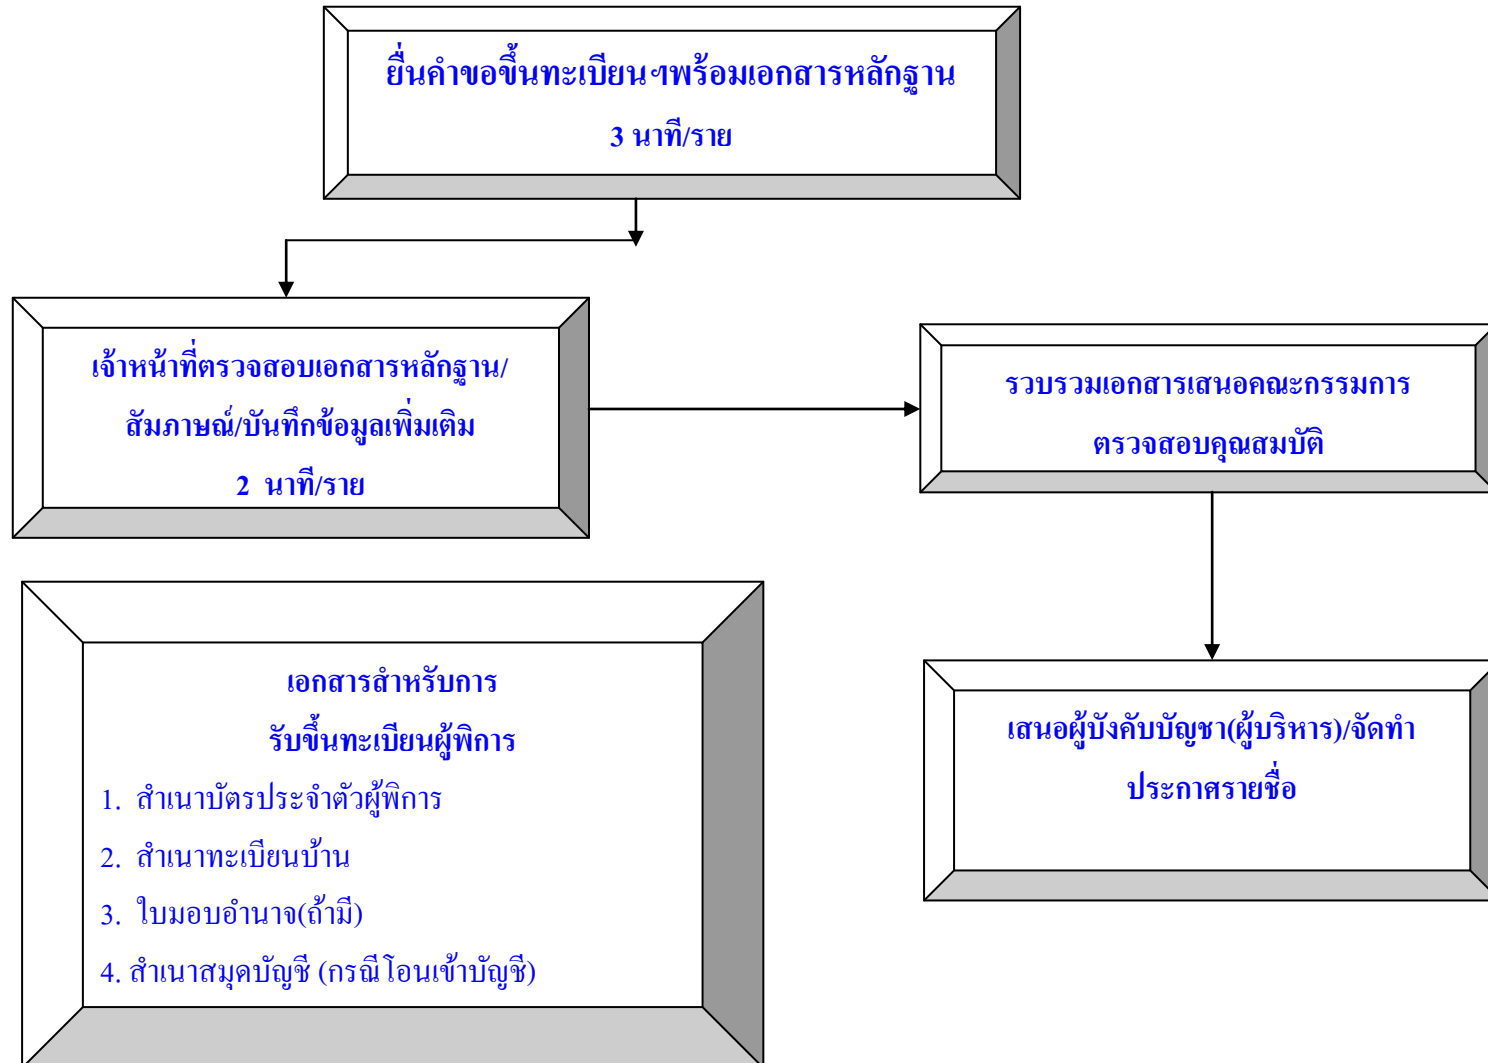 ยื่นคำขอขึ้นทะเบียนฯพร้อมเอกสารหลักฐาน
3 นาที/ราย
เจ้าหน้าที่ตรวจสอบเอกสารหลักฐาน/
สัมภาษณ์/บันทึกข้อมูลเพิ่มเติม
2 นาที/ราย
รวบรวมเอกสารเสนอคณะกรรมการ
ตรวจสอบคุณสมบัติ
เสนอผู้บังคับบัญชา(ผู้บริหาร)/จัดทำ
ประกาศรายชื่อ
เอกสารสำหรับการ
รับขึ้นทะเบียนผู้พิการ
1. สำเนาบัตรประจำตัวผู้พิการ
2. สำเนาทะเบียนบ้าน
3. ใบมอบอำนาจ(ถ้ามี)
4. สำเนาสมุดบัญชี (กรณีโอนเข้าบัญชี)